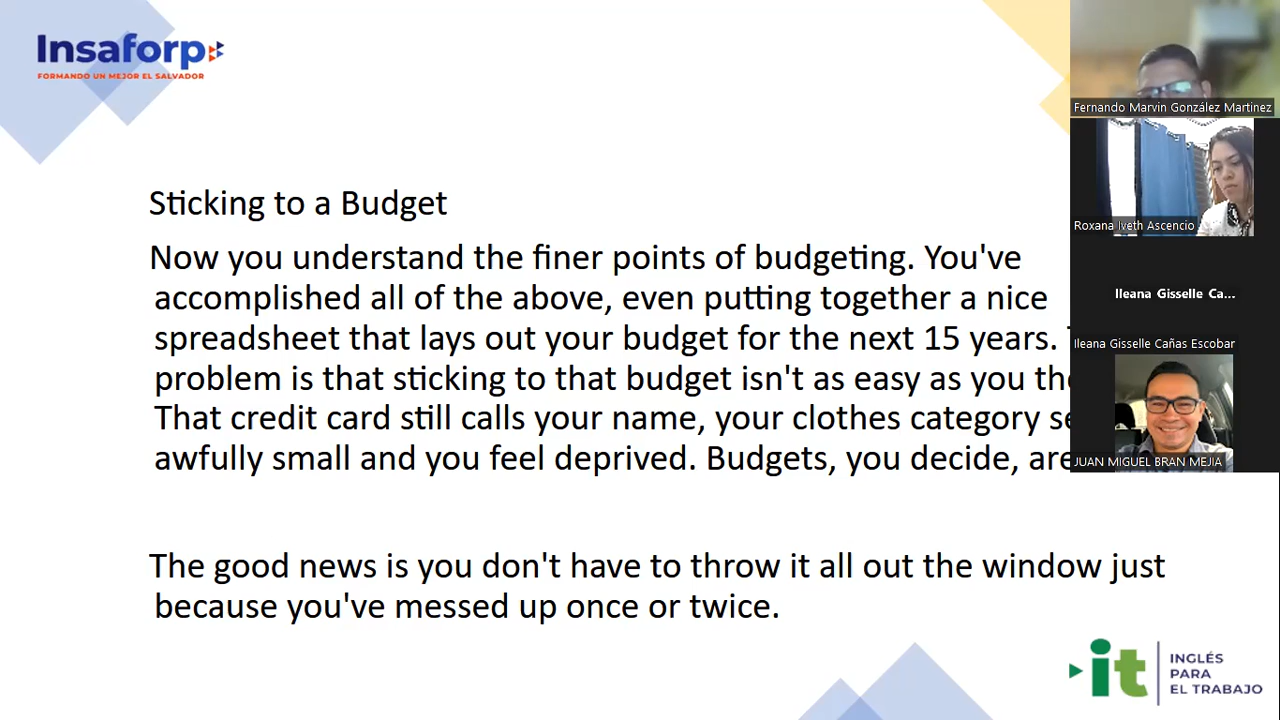 Insaforp
FORMANDO UN MEJOR EL SALVADOR
Sticking to a Budget
Now you understand the finer points of budgeting. You've
accomplished all of the above, even putting together a nice
spreadsheet that lays out your budget for the next 15 years.
problem is that sticking to that budget isn't as easy as you
That credit card still calls your name, your clothes category
awfully small and you feel deprived. Budgets, you decide, are
The good news is you don't have to throw it all out the window just
because you've messed up once or twice.
Fernando Marvin González Martinez
Roxana Iveth Ascencio
Ileana Gisselle Ca...
Ileana Gisselle Cañas Escobar
JUAN MIGUEL BRAN MEJIA
it
INGLÉS
PARA
EL TRABAJO